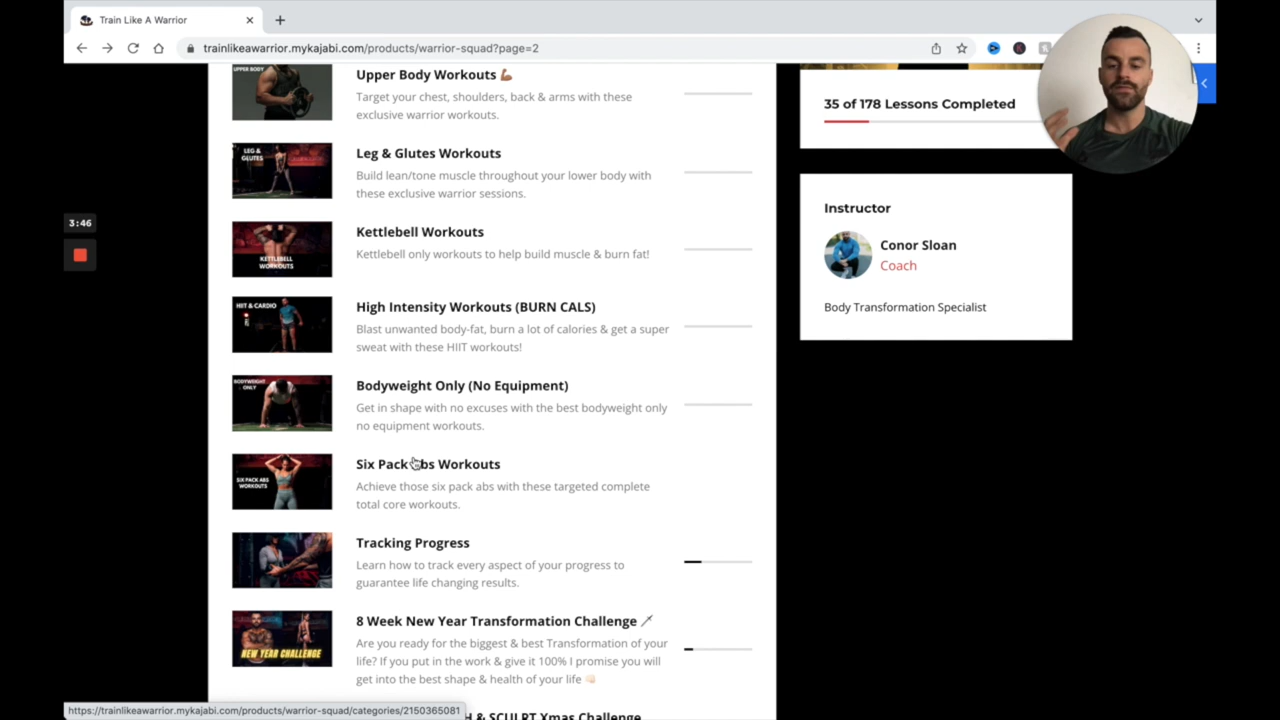 Train Like A Warrior
trainlikeawarrior.mykajabi.com/products/warrior-squad?page=2
UPPER BODY
Upper Body Workouts 💪🏽
Target your chest, shoulders, back & arms with these
exclusive warrior workouts.
LEG &
GLUTES
Leg & Glutes Workouts
Build lean/tone muscle throughout your lower body with
these exclusive warrior sessions.
KETTLEBELL
WORKOUTS
Kettlebell Workouts
Kettlebell only workouts to help build muscle & burn fat!
HIIT & CARDIO
High Intensity Workouts (BURN CALS)
Blast unwanted body-fat, burn a lot of calories & get a super
sweat with these HIIT workouts!
BODYWEIGHT
ONLY
Bodyweight Only (No Equipment)
Get in shape with no excuses with the best bodyweight only
no equipment workouts.
SIX PACK ABS
WORKOUTS
Six Pack bs Workouts
Achieve those six pack abs with these targeted complete
total core workouts.
Tracking Progress
Learn how to track every aspect of your progress to
guarantee life changing results.
NEW YEAR CHALLENGE
8 Week New Year Transformation Challenge 🗡
Are you ready for the biggest & best Transformation of your
life? If you put in the work & give it 100% I promise you will
get into the best shape & health of your life 👊🏻
& SCULPT Xmas Challenge
https://trainlikeawarrior.mykajabi.com/products/warrior-squad/categories/2150365081
3:46
35 of 178 Lessons Completed
Instructor
Conor Sloan
Coach
Body Transformation Specialist